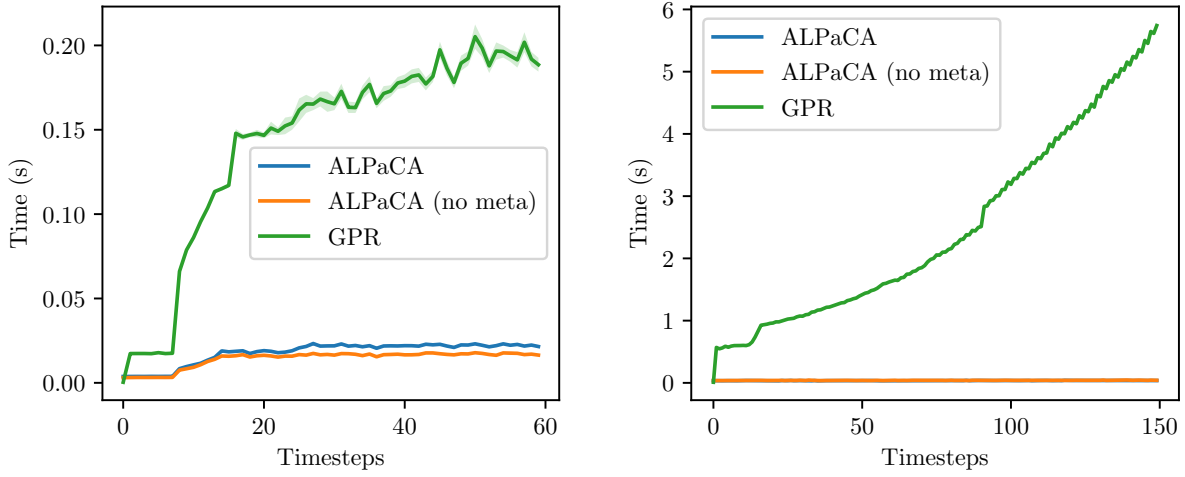 0.20
0.15
0.10
0.05
0.00
Time (s)
ALPaCA
ALPaCA (no meta)
GPR
0 20 40 60
Timesteps
6
5
4
3
2
1
0
Time (s)
ALPaCA
ALPaCA (no meta)
GPR
0 50 100 150
Timesteps